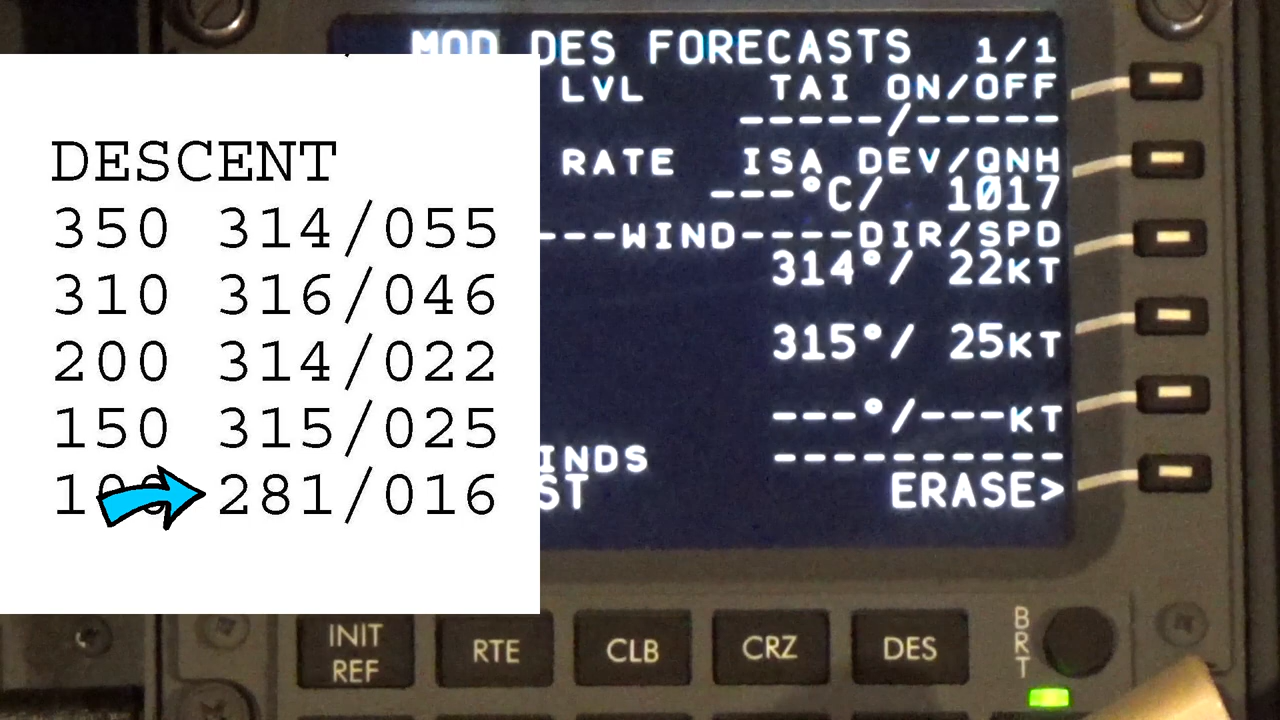 MOD DES FORECASTS 1/1
LVL TAI ON/OFF
-----/-----
RATE ISA DEV/QNH
---°C/ 1017
---WIND----DIR/SPD
314°/ 22KT
315°/ 25KT
---°/---KT
INDS ----------
ST ERASE>
DESCENT
350 314/055
310 316/046
200 314/022
150 315/025
100 281/016
INIT REF
RTE
CLB
CRZ
DES
BRT